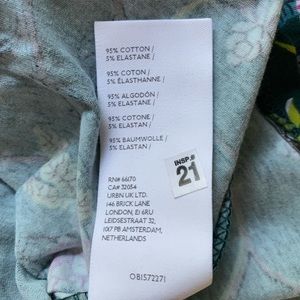 95% COTTON /
5% ELASTANE /
95% COTON /
5% ÉLASTHANNE /
95% ALGODÓN /
5% ELASTANO /
95% COTONE /
5% ELASTAN /
95% BAUMWOLLE /
5% ELASTAN /
INSP.#
21
RN# 66170
CA# 32054
URBN UK LTD.
146 BRICK LANE
LONDON, E1 6RU
LEIDSESTRAAT 32,
1017 PB AMSTERDAM,
NETHERLANDS
OB1572271